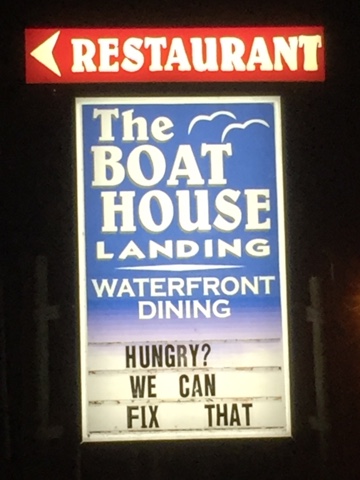 RESTAURANT
The
BOAT
HOUSE
LANDING
WATERFRONT
DINING
HUNGRY?
WE CAN
FIX THAT